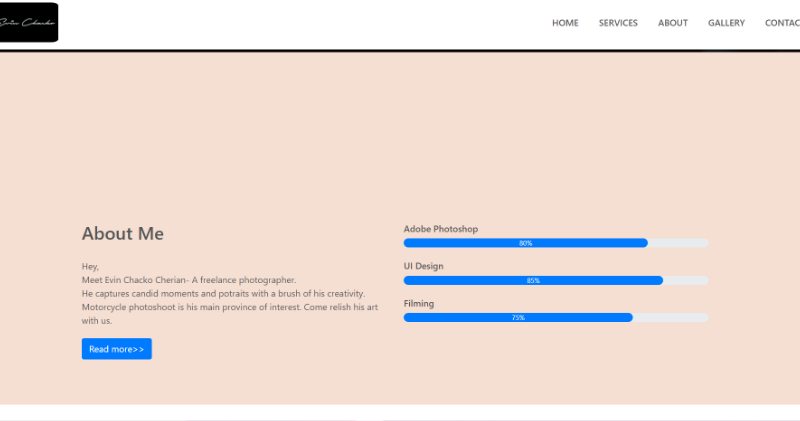 Evin Chacko
HOME SERVICES ABOUT GALLERY CONTAC
About Me
Hey,
Meet Evin Chacko Cherian- A freelance photographer.
He captures candid moments and potraits with a brush of his creativity.
Motorcycle photoshoot is his main province of interest. Come relish his art
with us.
Read more>>
Adobe Photoshop
80%
UI Design
85%
Filming
75%